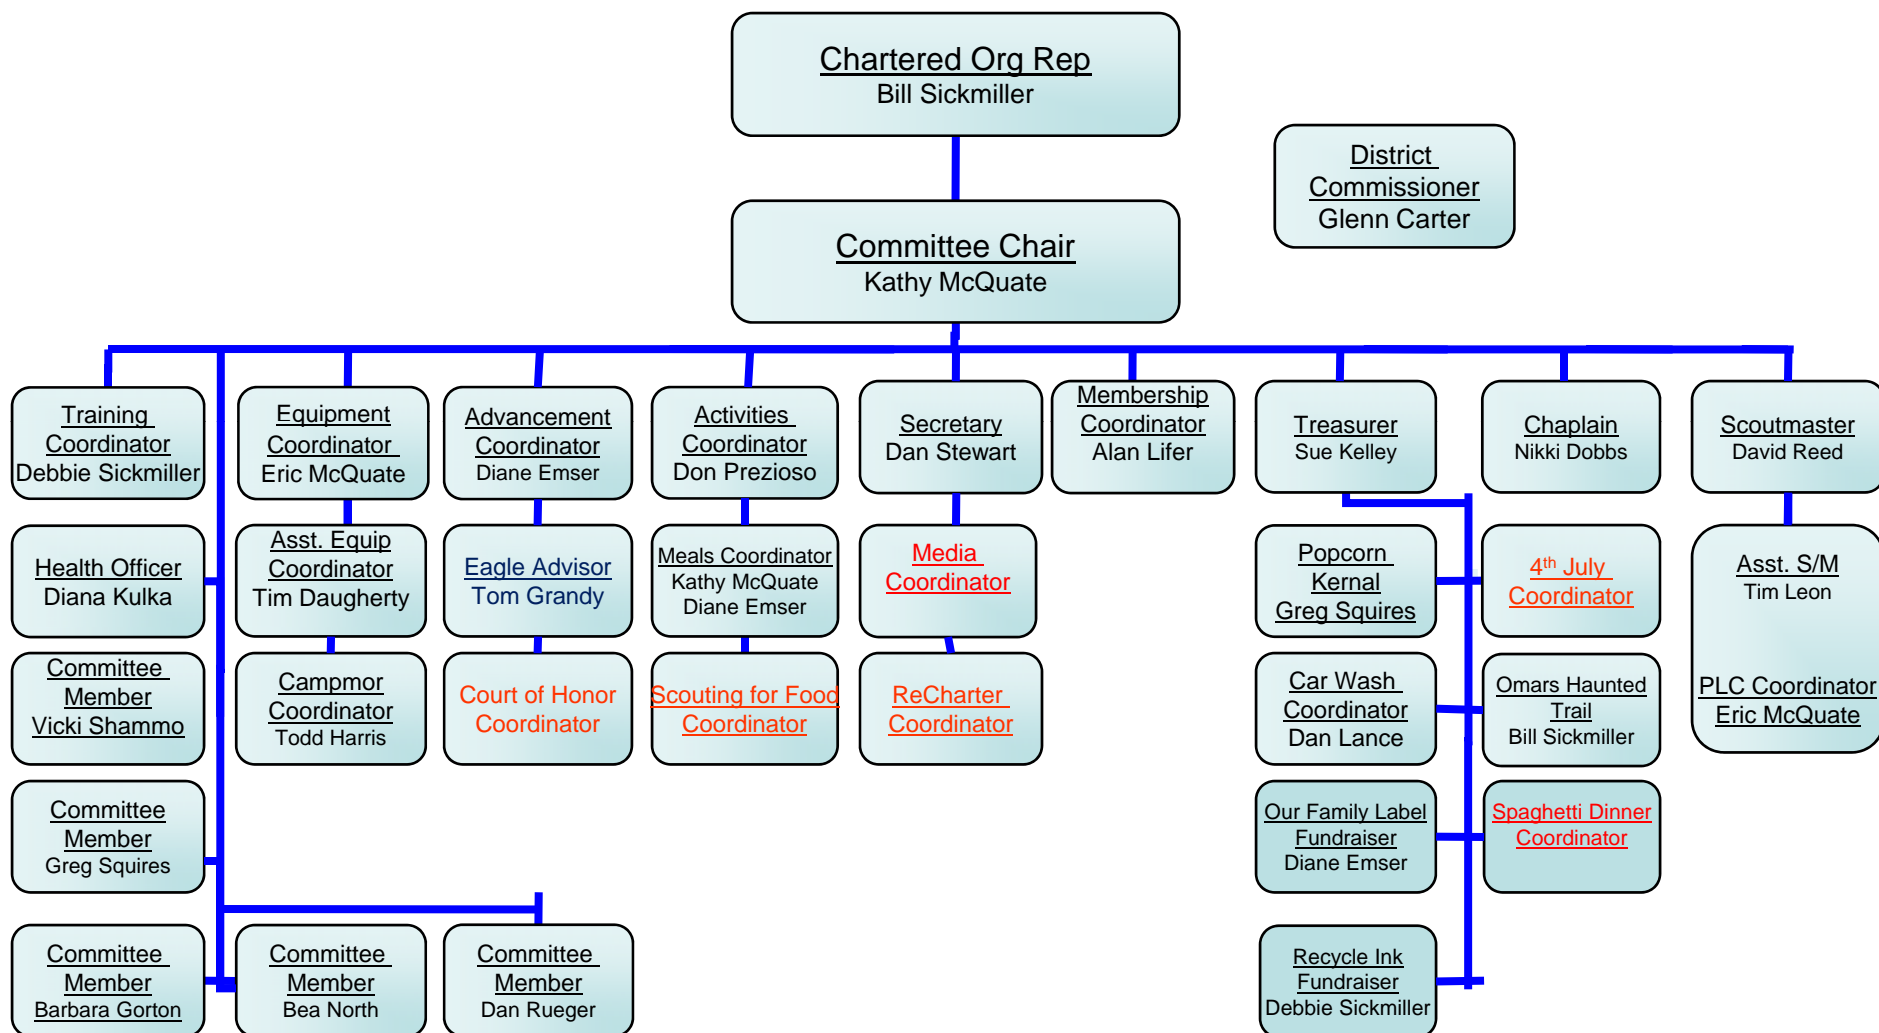 Chartered Org Rep
Bill Sickmiller
District
Commissioner
Glenn Carter
Committee Chair
Kathy McQuate
Training
Coordinator
Debbie Sickmiller
Equipment
Coordinator
Eric McQuate
Advancement
Coordinator
Diane Emser
Activities
Coordinator
Don Prezioso
Secretary
Dan Stewart
Membership
Coordinator
Alan Lifer
Treasurer
Sue Kelley
Chaplain
Nikki Dobbs
Scoutmaster
David Reed
Health Officer
Diana Kulka
Asst. Equip
Coordinator
Tim Daugherty
Eagle Advisor
Tom Grandy
Meals Coordinator
Kathy McQuate
Diane Emser
Media
Coordinator
Popcorn
Kernal
Greg Squires
4th July
Coordinator
Asst. S/M
Tim Leon
PLC Coordinator
Eric McQuate
Committee
Member
Vicki Shammo
Campmor
Coordinator
Todd Harris
Court of Honor
Coordinator
Scouting for Food
Coordinator
ReCharter
Coordinator
Car Wash
Coordinator
Dan Lance
Omars Haunted
Trail
Bill Sickmiller
Committee
Member
Greg Squires
Our Family Label
Fundraiser
Diane Emser
Spaghetti Dinner
Coordinator
Committee
Member
Barbara Gorton
Committee
Member
Bea North
Committee
Member
Dan Rueger
Recycle Ink
Fundraiser
Debbie Sickmiller